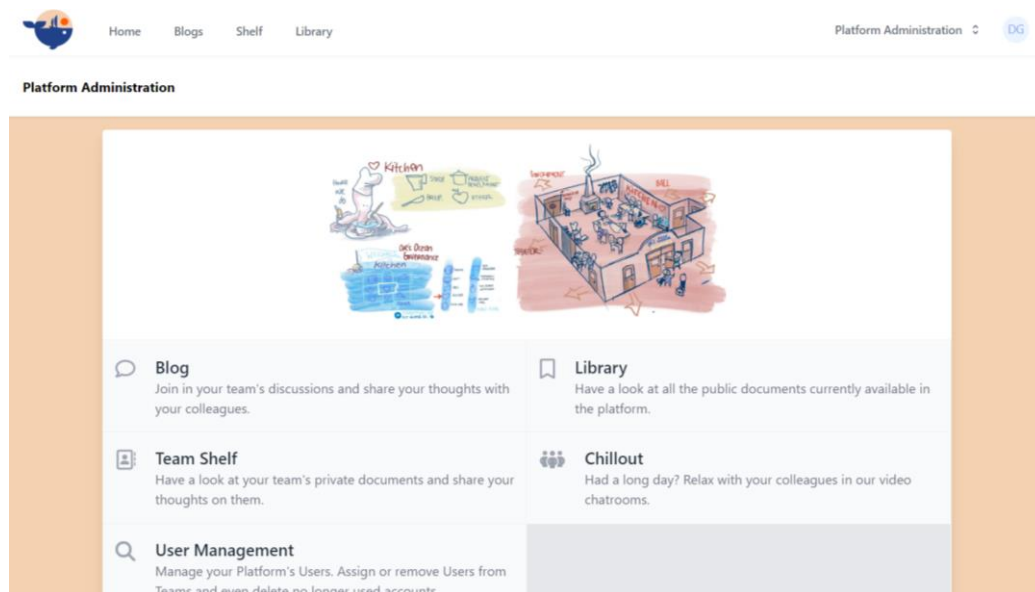 Home Blogs Shelf Library Platform Administration DG
Platform Administration
Kitchen
Kitchen
Blog
Join in your team's discussions and share your thoughts with
your colleagues.
Library
Have a look at all the public documents currently available in
the platform.
Team Shelf
Have a look at your team's private documents and share your
thoughts on them.
Chillout
Had a long day? Relax with your colleagues in our video
chatrooms.
User Management
Manage your Platform's Users. Assign or remove Users from
Teams and even delete no longer used accounts